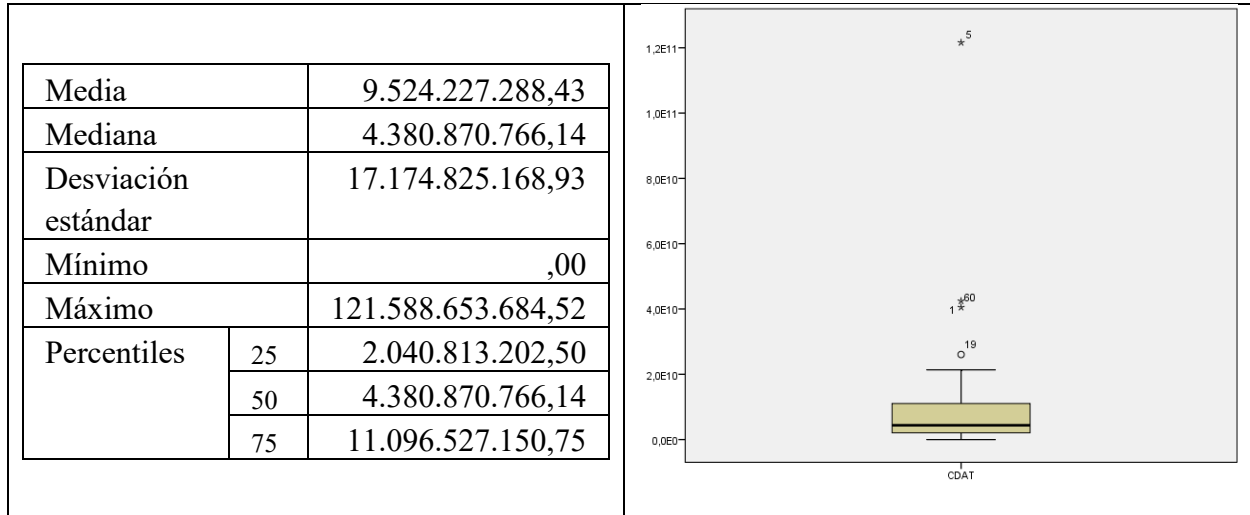 Media 9.524.227.288,43
Mediana 4.380.870.766,14
Desviación 17.174.825.168,93
estándar
Mínimo ,00
Máximo 121.588.653.684,52
Percentiles 25 2.040.813.202,50
50 4.380.870.766,14
75 11.096.527.150,75
1,2E11
1,0E11
8,0E10
6,0E10
4,0E10
2,0E10
0,0E0
5
60
1
19
CDAT